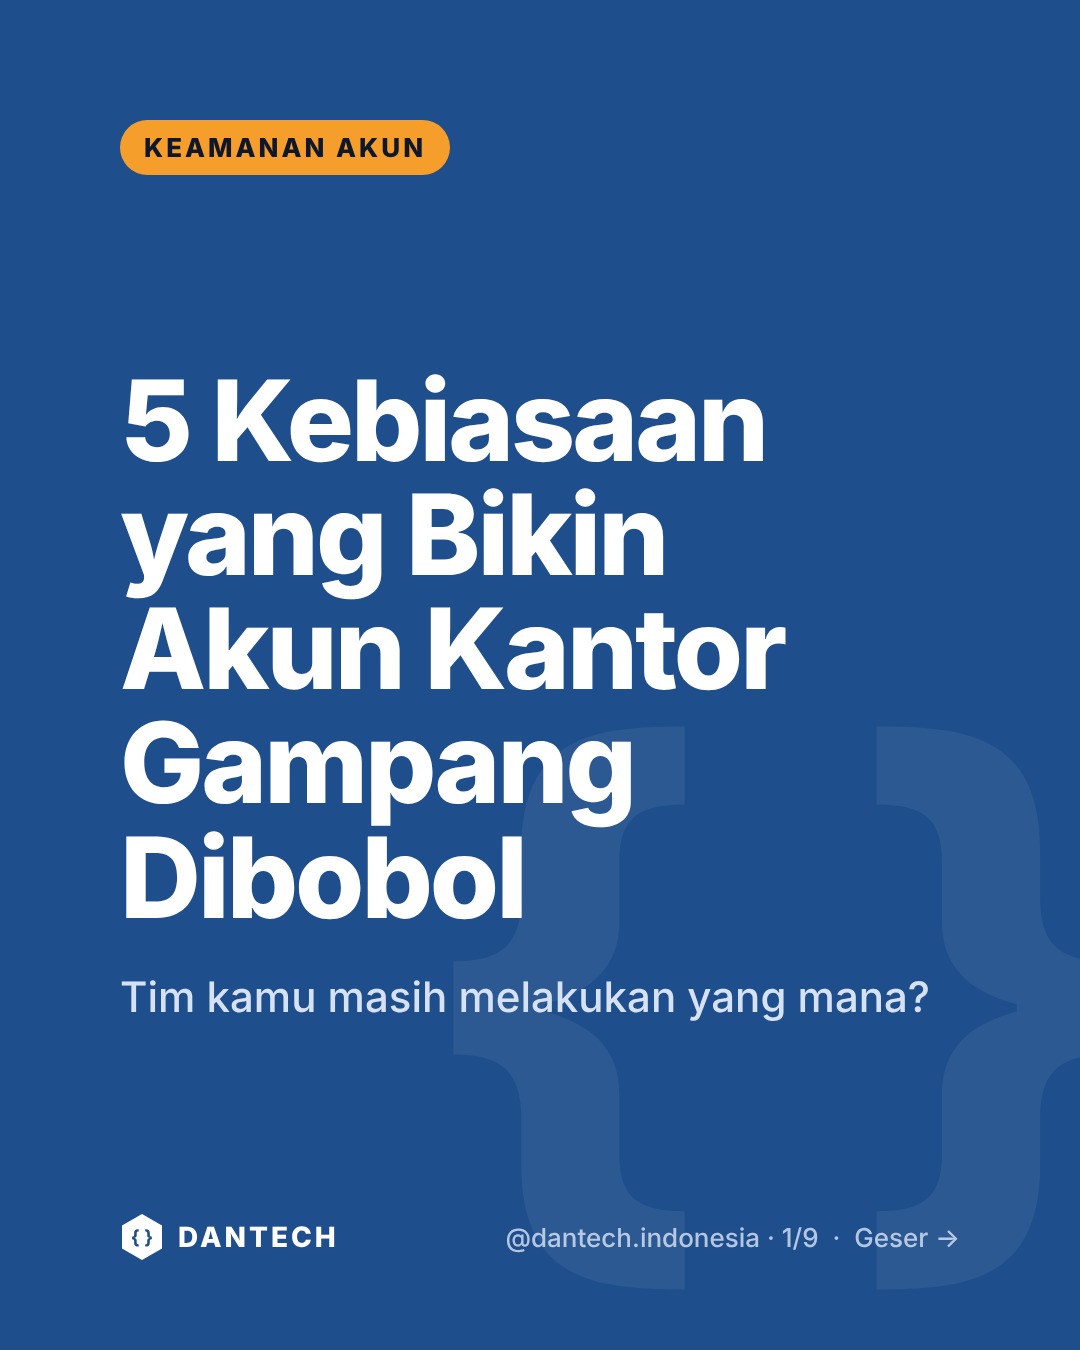 KEAMANAN AKUN
5 Kebiasaan
yang Bikin
Akun Kantor
Gampang
Dibobol
Tim kamu masih melakukan yang mana?
{ } DANTECH
@dantech.indonesia · 1/9 · Geser →